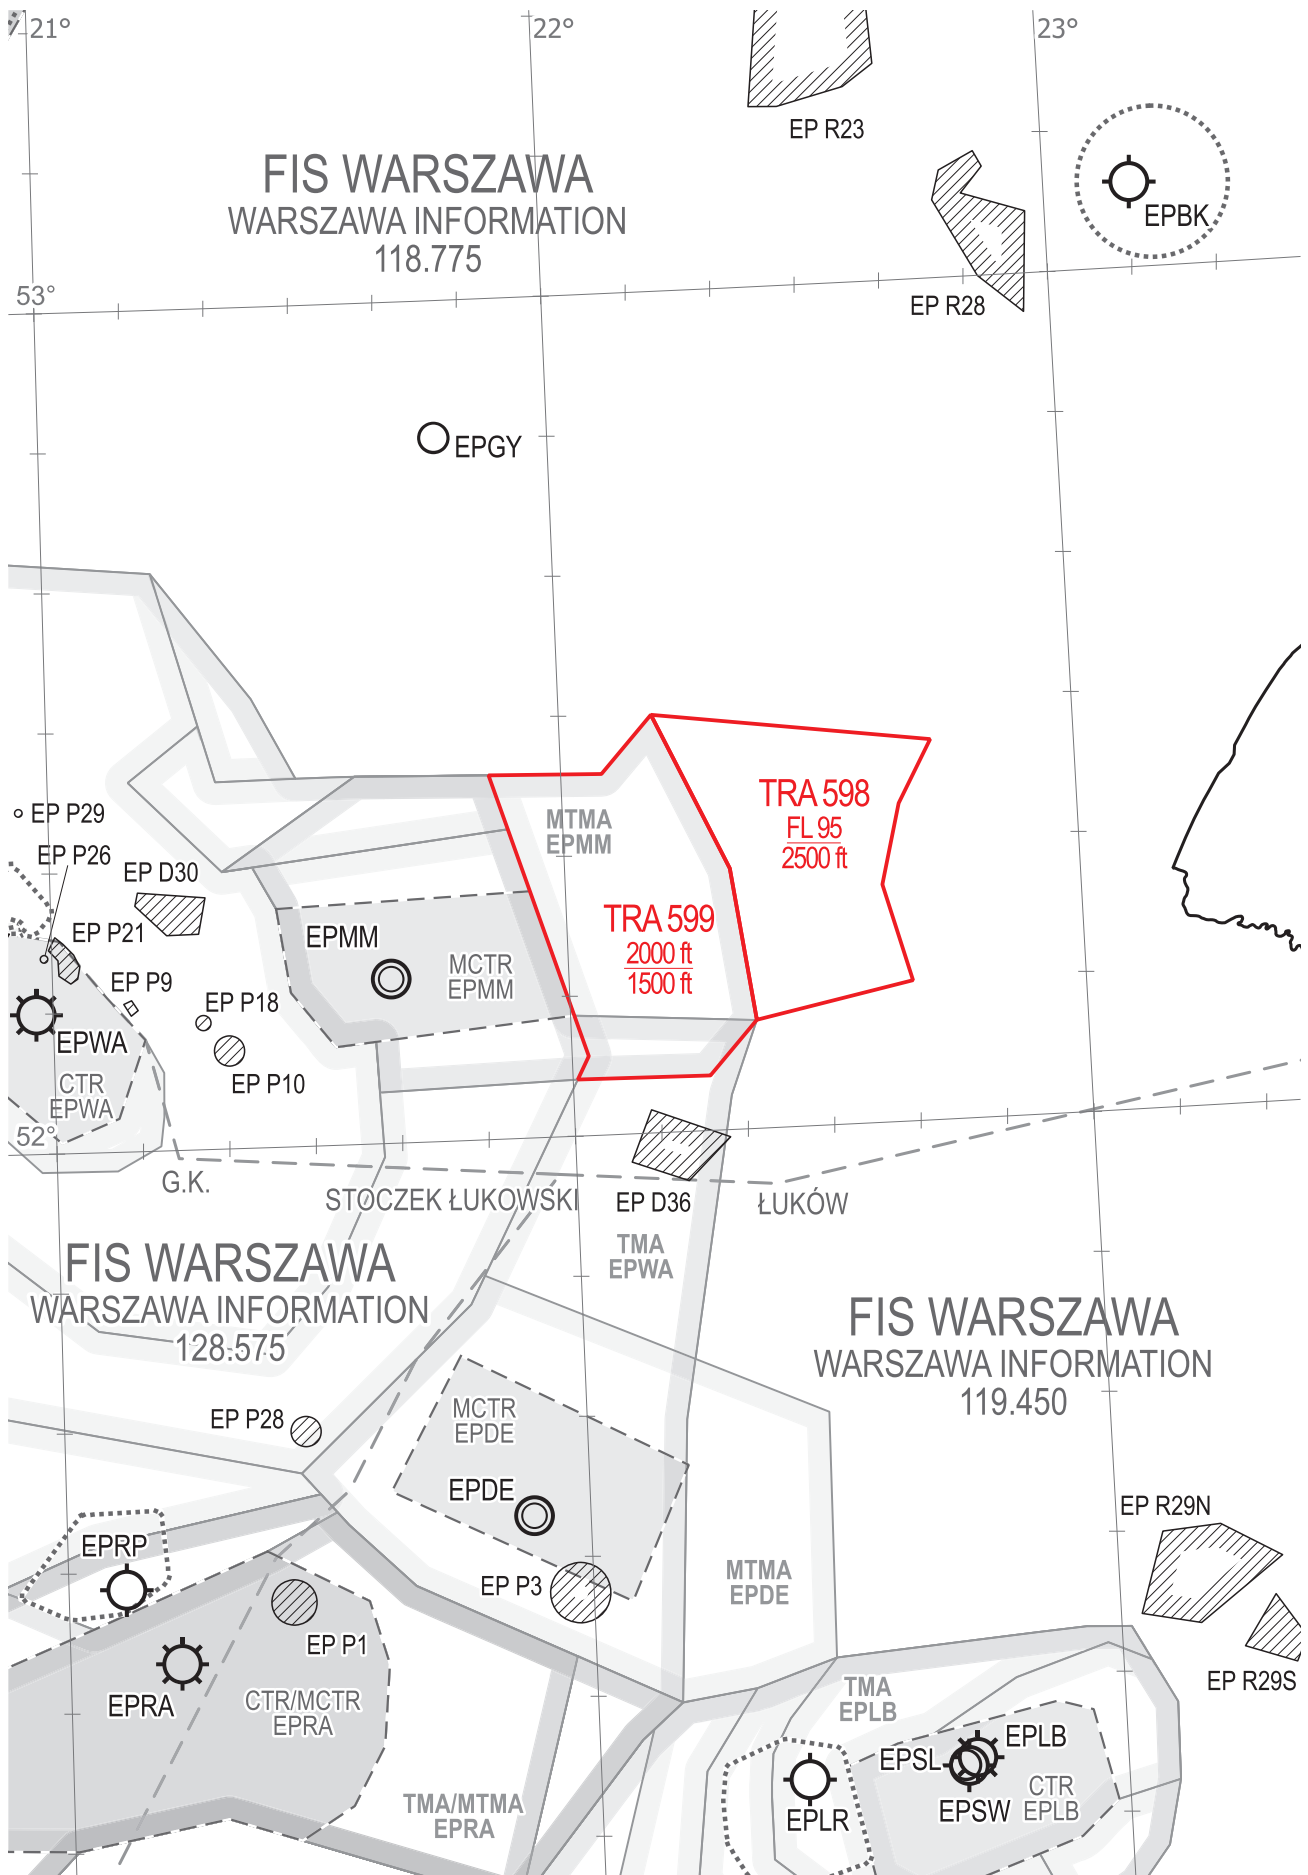 21°
22°
23°
EP R23
FIS WARSZAWA
WARSZAWA INFORMATION
118.775
EPBK
53°
EP R28
EPGY
TRA 598
FL 95
2500 ft
MTMA
EPMM
EP P29
EP P26
EP D30
TRA 599
2000 ft
1500 ft
EP P21
EPMM
MCTR
EPMM
EP P9
EP P18
EPWA
EP P10
CTR
EPWA
52°
G.K.
STOCZEK ŁUKOWSKI
EP D36
ŁUKÓW
TMA
EPWA
FIS WARSZAWA
WARSZAWA INFORMATION
128.575
FIS WARSZAWA
WARSZAWA INFORMATION
119.450
EP P28
MCTR
EPDE
EPDE
EP R29N
EPRP
EP P3
MTMA
EPDE
EP P1
EP R29S
EPRA
CTR/MCTR
EPRA
TMA
EPLB
EPSL
EPLB
EPSW
CTR
EPLB
EPLR
TMA/MTMA
EPRA